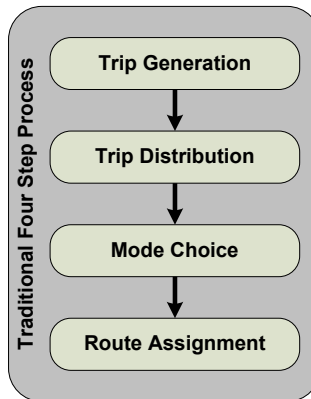 Traditional Four Step Process
Trip Generation
Trip Distribution
Mode Choice
Route Assignment